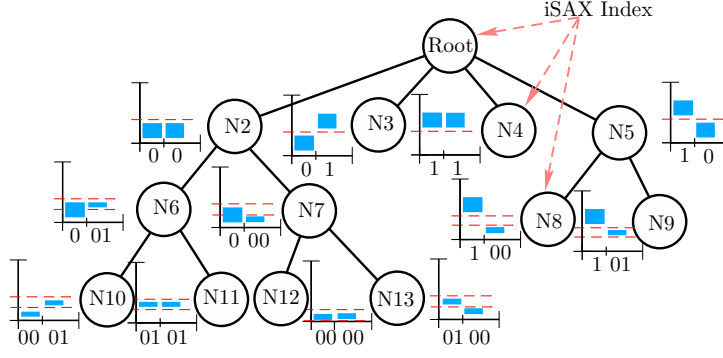 iSAX Index
Root
N2
N3
N4
N5
0 0
0 1
1 1
1 0
N6
N7
N8
N9
0 01
0 00
1 00
1 01
N10
N11
N12
N13
00 01
01 01
00 00
01 00